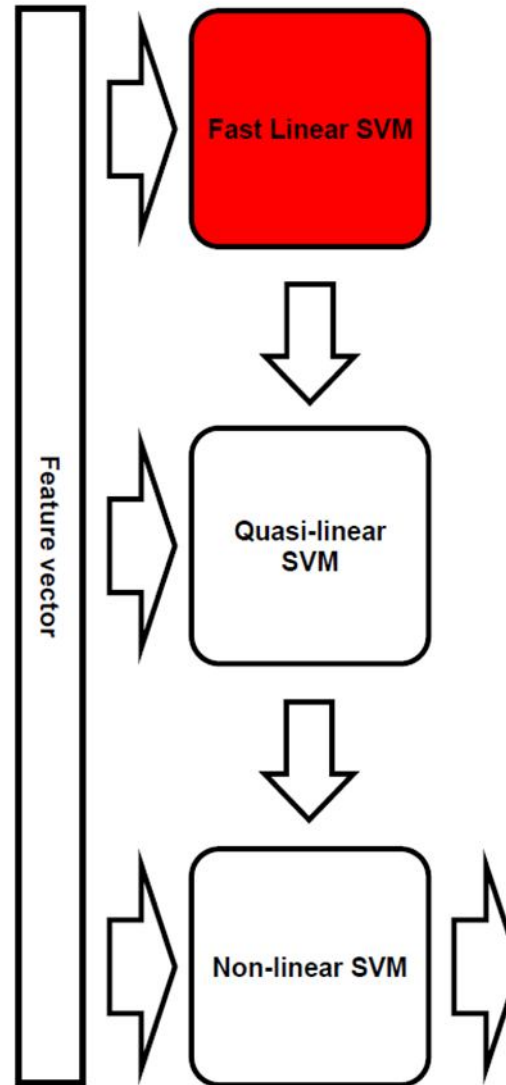 Fast Linear SVM
Feature vector
Quasi-linear
SVM
Non-linear SVM